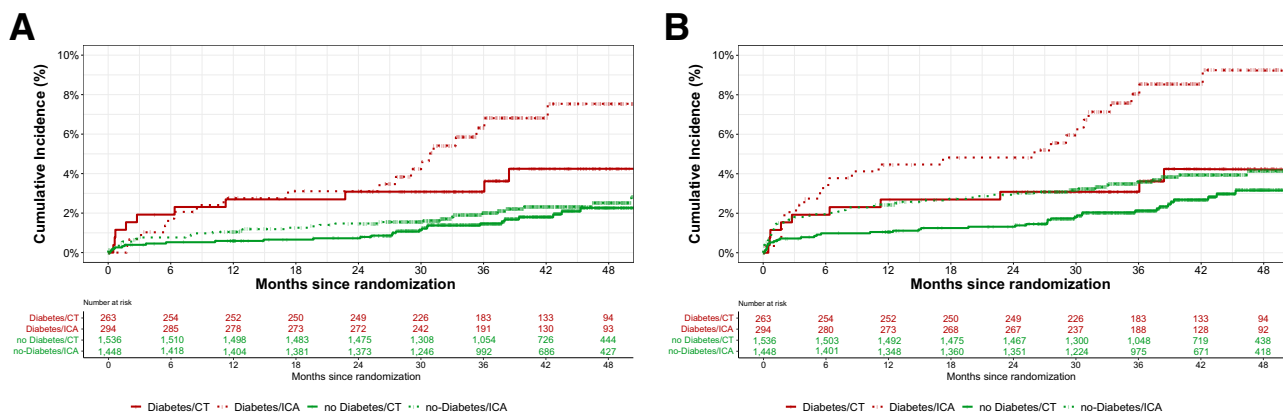 A
10%
8%
6%
4%
2%
0%
Cumulative Incidence (%)
0 6 12 18 24 30 36 42 48
Months since randomization
Number at risk
Diabetes/CT 263 254 252 250 249 226 183 133 94
Diabetes/ICA 294 285 278 273 272 242 191 130 93
no Diabetes/CT 1,536 1,510 1,498 1,483 1,475 1,308 1,054 726 444
no-Diabetes/ICA 1,448 1,418 1,404 1,381 1,373 1,246 992 686 427
0 6 12 18 24 30 36 42 48
Months since randomization
Diabetes/CT Diabetes/ICA no Diabetes/CT no-Diabetes/ICA
B
10%
8%
6%
4%
2%
0%
Cumulative Incidence (%)
0 6 12 18 24 30 36 42 48
Months since randomization
Number at risk
Diabetes/CT 263 254 252 250 249 226 183 133 94
Diabetes/ICA 294 280 273 268 267 237 188 128 92
no Diabetes/CT 1,536 1,503 1,492 1,475 1,467 1,300 1,048 719 438
no-Diabetes/ICA 1,448 1,401 1,348 1,360 1,351 1,224 975 671 418
0 6 12 18 24 30 36 42 48
Months since randomization
Diabetes/CT Diabetes/ICA no Diabetes/CT no-Diabetes/ICA